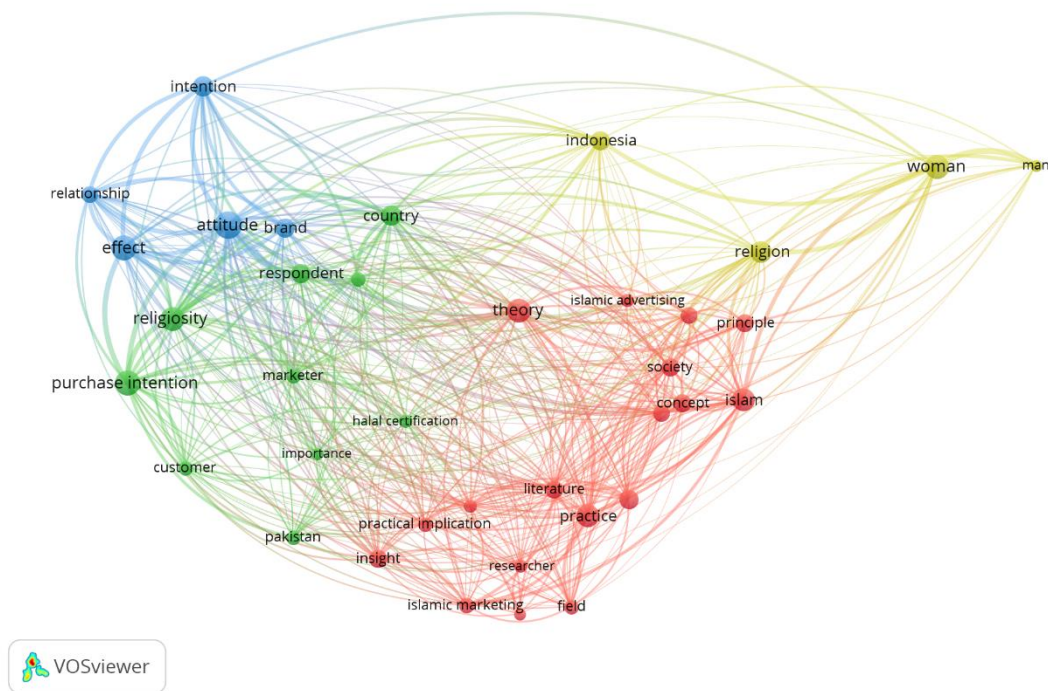 intention
indonesia
woman
man
relationship
country
attitude
brand
effect
religion
respondent
islamic advertising
theory
principle
religiosity
society
marketer
purchase intention
concept
islam
halal certification
importance
customer
literature
practice
practical implication
pakistan
insight
researcher
islamic marketing
field
VOSviewer